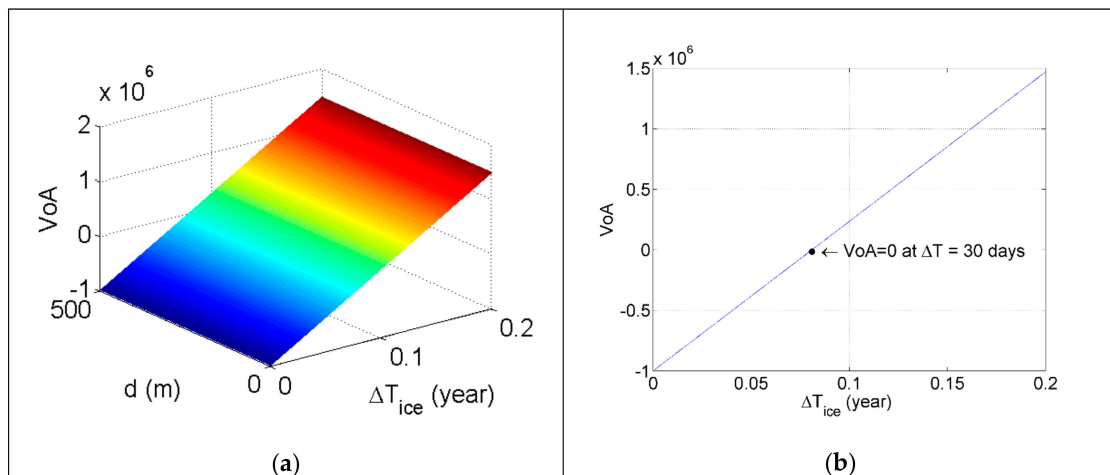 x 10^6
2
1
0
-1
VoA
500
0
d (m)
0
0.1
0.2
ΔT_ice (year)
(a)
x 10^6
1.5
1
0.5
0
-0.5
-1
VoA
← VoA=0 at ΔT = 30 days
0 0.05 0.1 0.15 0.2
ΔT_ice (year)
(b)